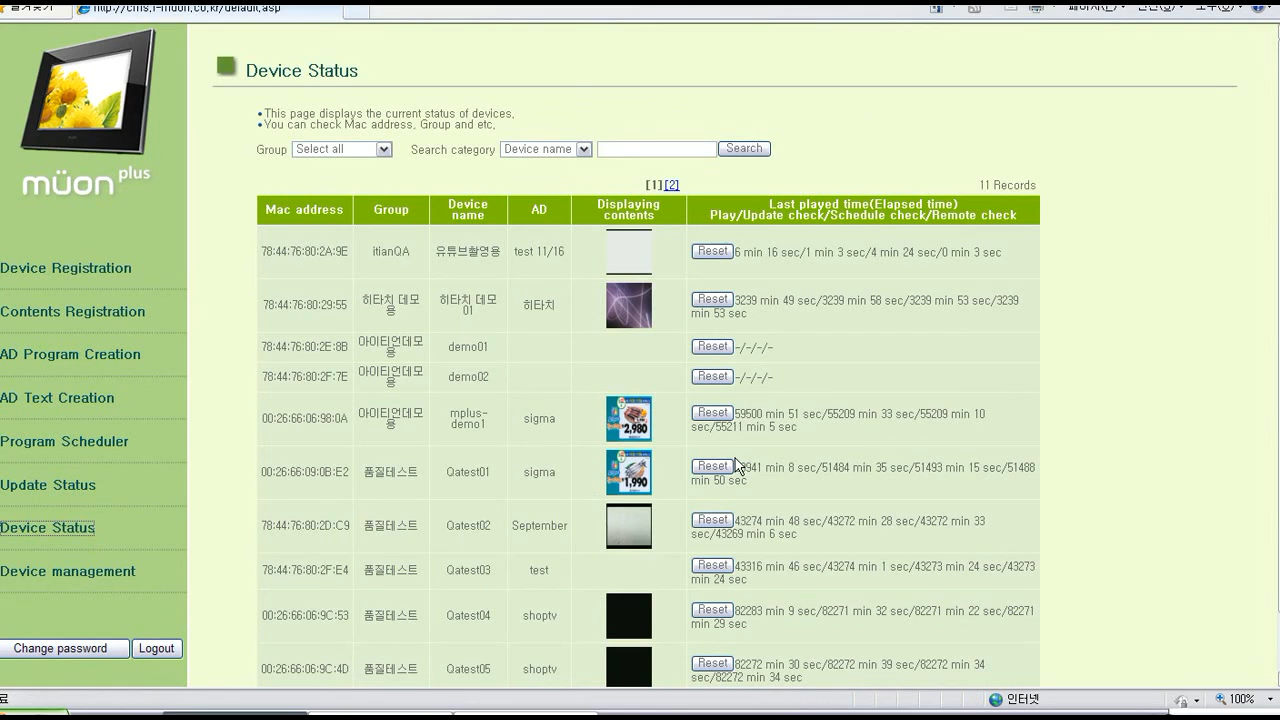 http://cms.i-muon.co.kr/default.asp
müon plus
Device Registration
Contents Registration
AD Program Creation
AD Text Creation
Program Scheduler
Update Status
Device Status
Device management
Change password
Logout
Device Status
•This page displays the current status of devices.
•You can check Mac address, Group and etc.
Group Select all Search category Device name Search
[1][2] 11 Records
Mac address Group Device name AD Displaying contents Last played time(Elapsed time) Play/Update check/Schedule check/Remote check
78:44:76:80:2A:9E itianQA 유튜브촬영용 test 11/16 Reset 6 min 16 sec/1 min 3 sec/4 min 24 sec/0 min 3 sec
78:44:76:80:29:55 히타치 데모용 히타치 데모01 히타치 Reset 3239 min 49 sec/3239 min 58 sec/3239 min 53 sec/3239 min 53 sec
78:44:76:80:2E:8B 아이티언데모용 demo01 Reset -/-/-/-
78:44:76:80:2F:7E 아이티언데모용 demo02 Reset -/-/-/-
00:26:66:06:98:0A 아이티언데모용 mplus-demo1 sigma 2,980 Reset 59500 min 51 sec/55209 min 33 sec/55209 min 10 sec/55211 min 5 sec
00:26:66:09:0B:E2 품질테스트 Qatest01 sigma 1,990 Reset min 8 sec/51484 min 35 sec/51493 min 15 sec/51488 min 50 sec
78:44:76:80:2D:C9 품질테스트 Qatest02 September Reset 43274 min 48 sec/43272 min 28 sec/43272 min 33 sec/43269 min 6 sec
78:44:76:80:2F:E4 품질테스트 Qatest03 test Reset 43316 min 46 sec/43274 min 1 sec/43273 min 24 sec/43273 min 24 sec
00:26:66:06:9C:53 품질테스트 Qatest04 shoptv Reset 82283 min 9 sec/82271 min 32 sec/82271 min 22 sec/82271 min 29 sec
00:26:66:06:9C:4D 품질테스트 Qatest05 shoptv Reset 82272 min 30 sec/82272 min 39 sec/82272 min 34 sec/82272 min 34 sec
료 인터넷 100%